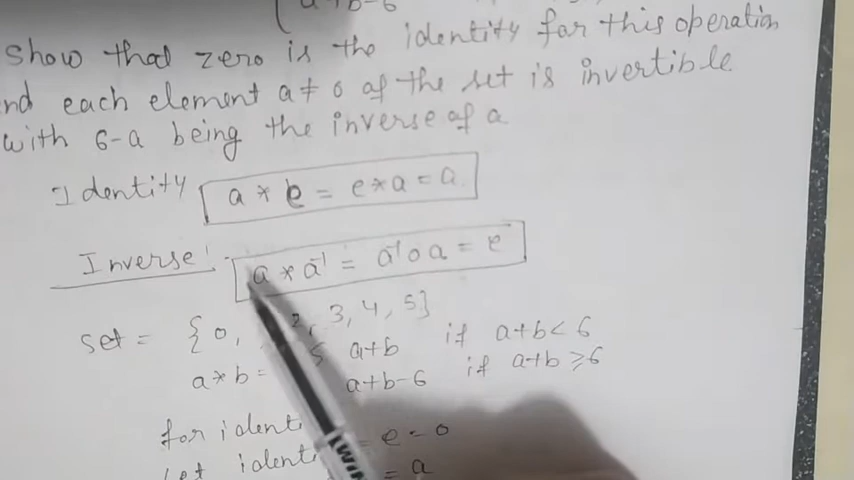 a+b-6
show that zero is the identity for this operation
nd each element a≠0 of the set is invertible
with 6-a being the inverse of a
Identity a * e = e*a = a.
Inverse: a * a⁻¹ = a⁻¹ o a = e
set = {0, 2, 3, 4, 5}
a+b if a+b< 6
a*b = a+b-6 if a+b ≥6
for identi = e = 0
Let identi = a